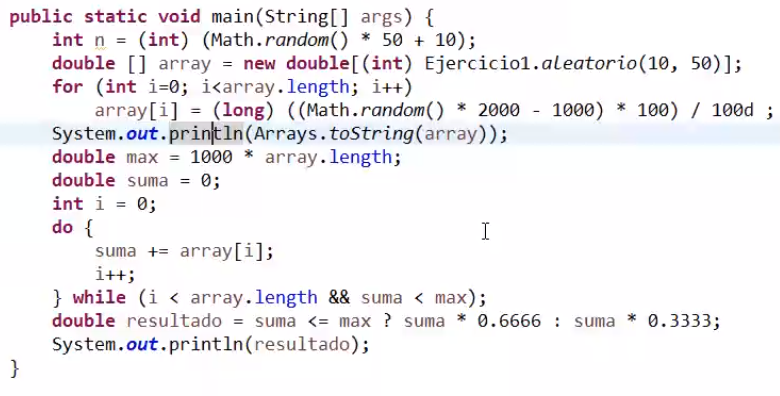 public static void main(String[] args) {
int n = (int) (Math.random() * 50 + 10);
double [] array = new double[(int) Ejercicio1.aleatorio(10, 50)];
for (int i=0; i<array.length; i++)
array[i] = (long) ((Math.random() * 2000 - 1000) * 100) / 100d ;
System.out.println(Arrays.toString(array));
double max = 1000 * array.length;
double suma = 0;
int i = 0;
do {
suma += array[i];
i++;
} while (i < array.length && suma < max);
double resultado = suma <= max ? suma * 0.6666 : suma * 0.3333;
System.out.println(resultado);
}